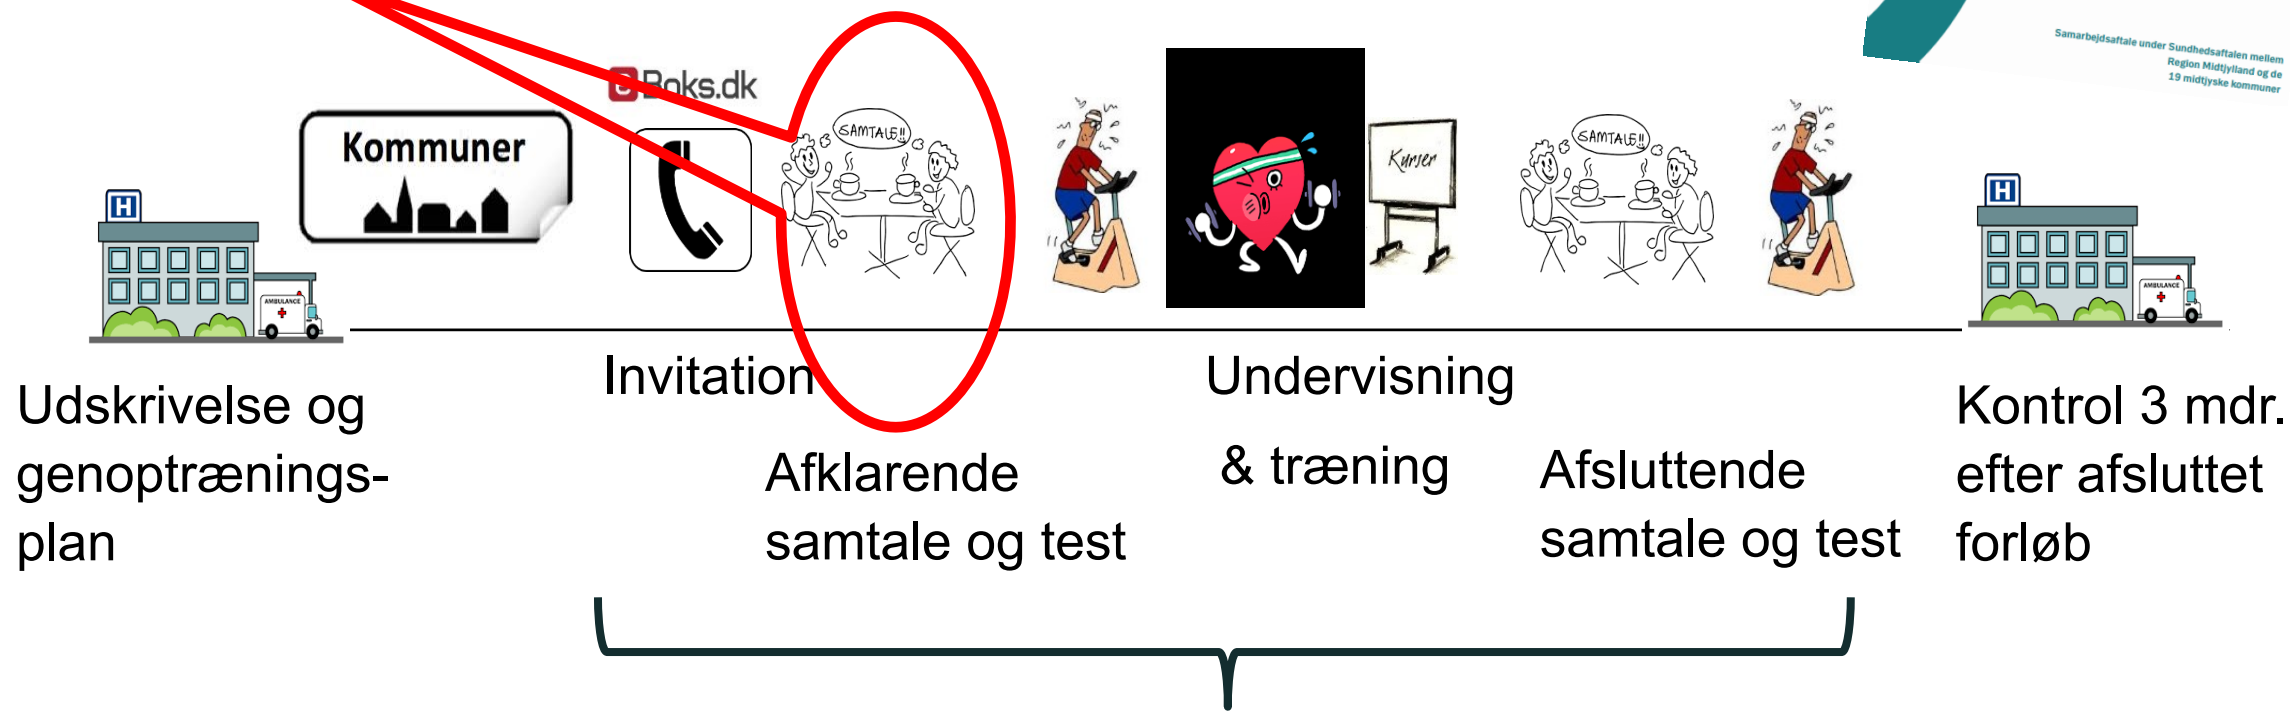 Samarbejdsaftale under Sundhedsaftalen mellem
Region Midtjylland og de
19 midtjyske kommuner
e-Boks.dk
Kommuner
SAMTALE!!
Kurser
SAMTALE!!
H
AMBULANCE
H
AMBULANCE
Invitation
Undervisning
& træning
Udskrivelse og
genoptrænings-
plan
Afklarende
samtale og test
Afsluttende
samtale og test
Kontrol 3 mdr.
efter afsluttet
forløb